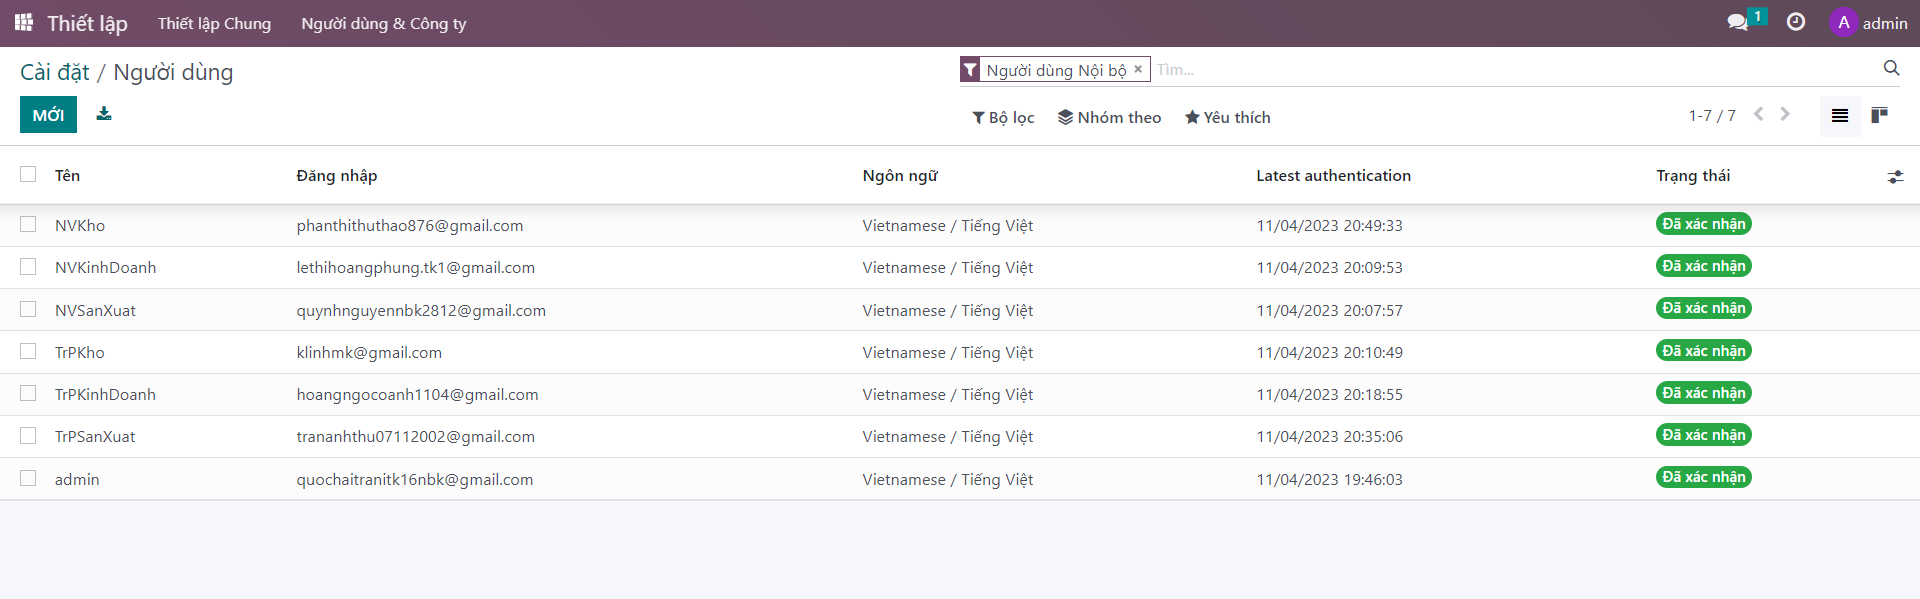 Thiết lập Thiết lập Chung Người dùng & Công ty 1 A admin
Cài đặt / Người dùng Người dùng Nội bộ × Tìm...
MỚI Bộ lọc Nhóm theo Yêu thích 1-7 / 7
Tên Đăng nhập Ngôn ngữ Latest authentication Trạng thái
NVKho phanthithuthao876@gmail.com Vietnamese / Tiếng Việt 11/04/2023 20:49:33 Đã xác nhận
NVKinhDoanh lethihoangphung.tk1@gmail.com Vietnamese / Tiếng Việt 11/04/2023 20:09:53 Đã xác nhận
NVSanXuat quynhnguyennbk2812@gmail.com Vietnamese / Tiếng Việt 11/04/2023 20:07:57 Đã xác nhận
TrPKho klinhmk@gmail.com Vietnamese / Tiếng Việt 11/04/2023 20:10:49 Đã xác nhận
TrPKinhDoanh hoangngocoanh1104@gmail.com Vietnamese / Tiếng Việt 11/04/2023 20:18:55 Đã xác nhận
TrPSanXuat trananhthu07112002@gmail.com Vietnamese / Tiếng Việt 11/04/2023 20:35:06 Đã xác nhận
admin quochaitranitk16nbk@gmail.com Vietnamese / Tiếng Việt 11/04/2023 19:46:03 Đã xác nhận